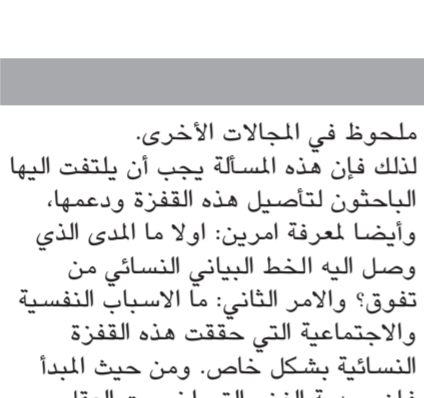 ملحوظ في المجالات الأخرى.
لذلك فإن هذه المسألة يجب أن يلتفت اليها
الباحثون لتأصيل هذه القفزة ودعمها،
وأيضا لمعرفة امرين: اولا ما المدى الذي
وصل اليه الخط البياني النسائي من
تفوق؟ والامر الثاني: ما الاسباب النفسية
والاجتماعية التي حققت هذه القفزة
النسائية بشكل خاص. ومن حيث المبدأ